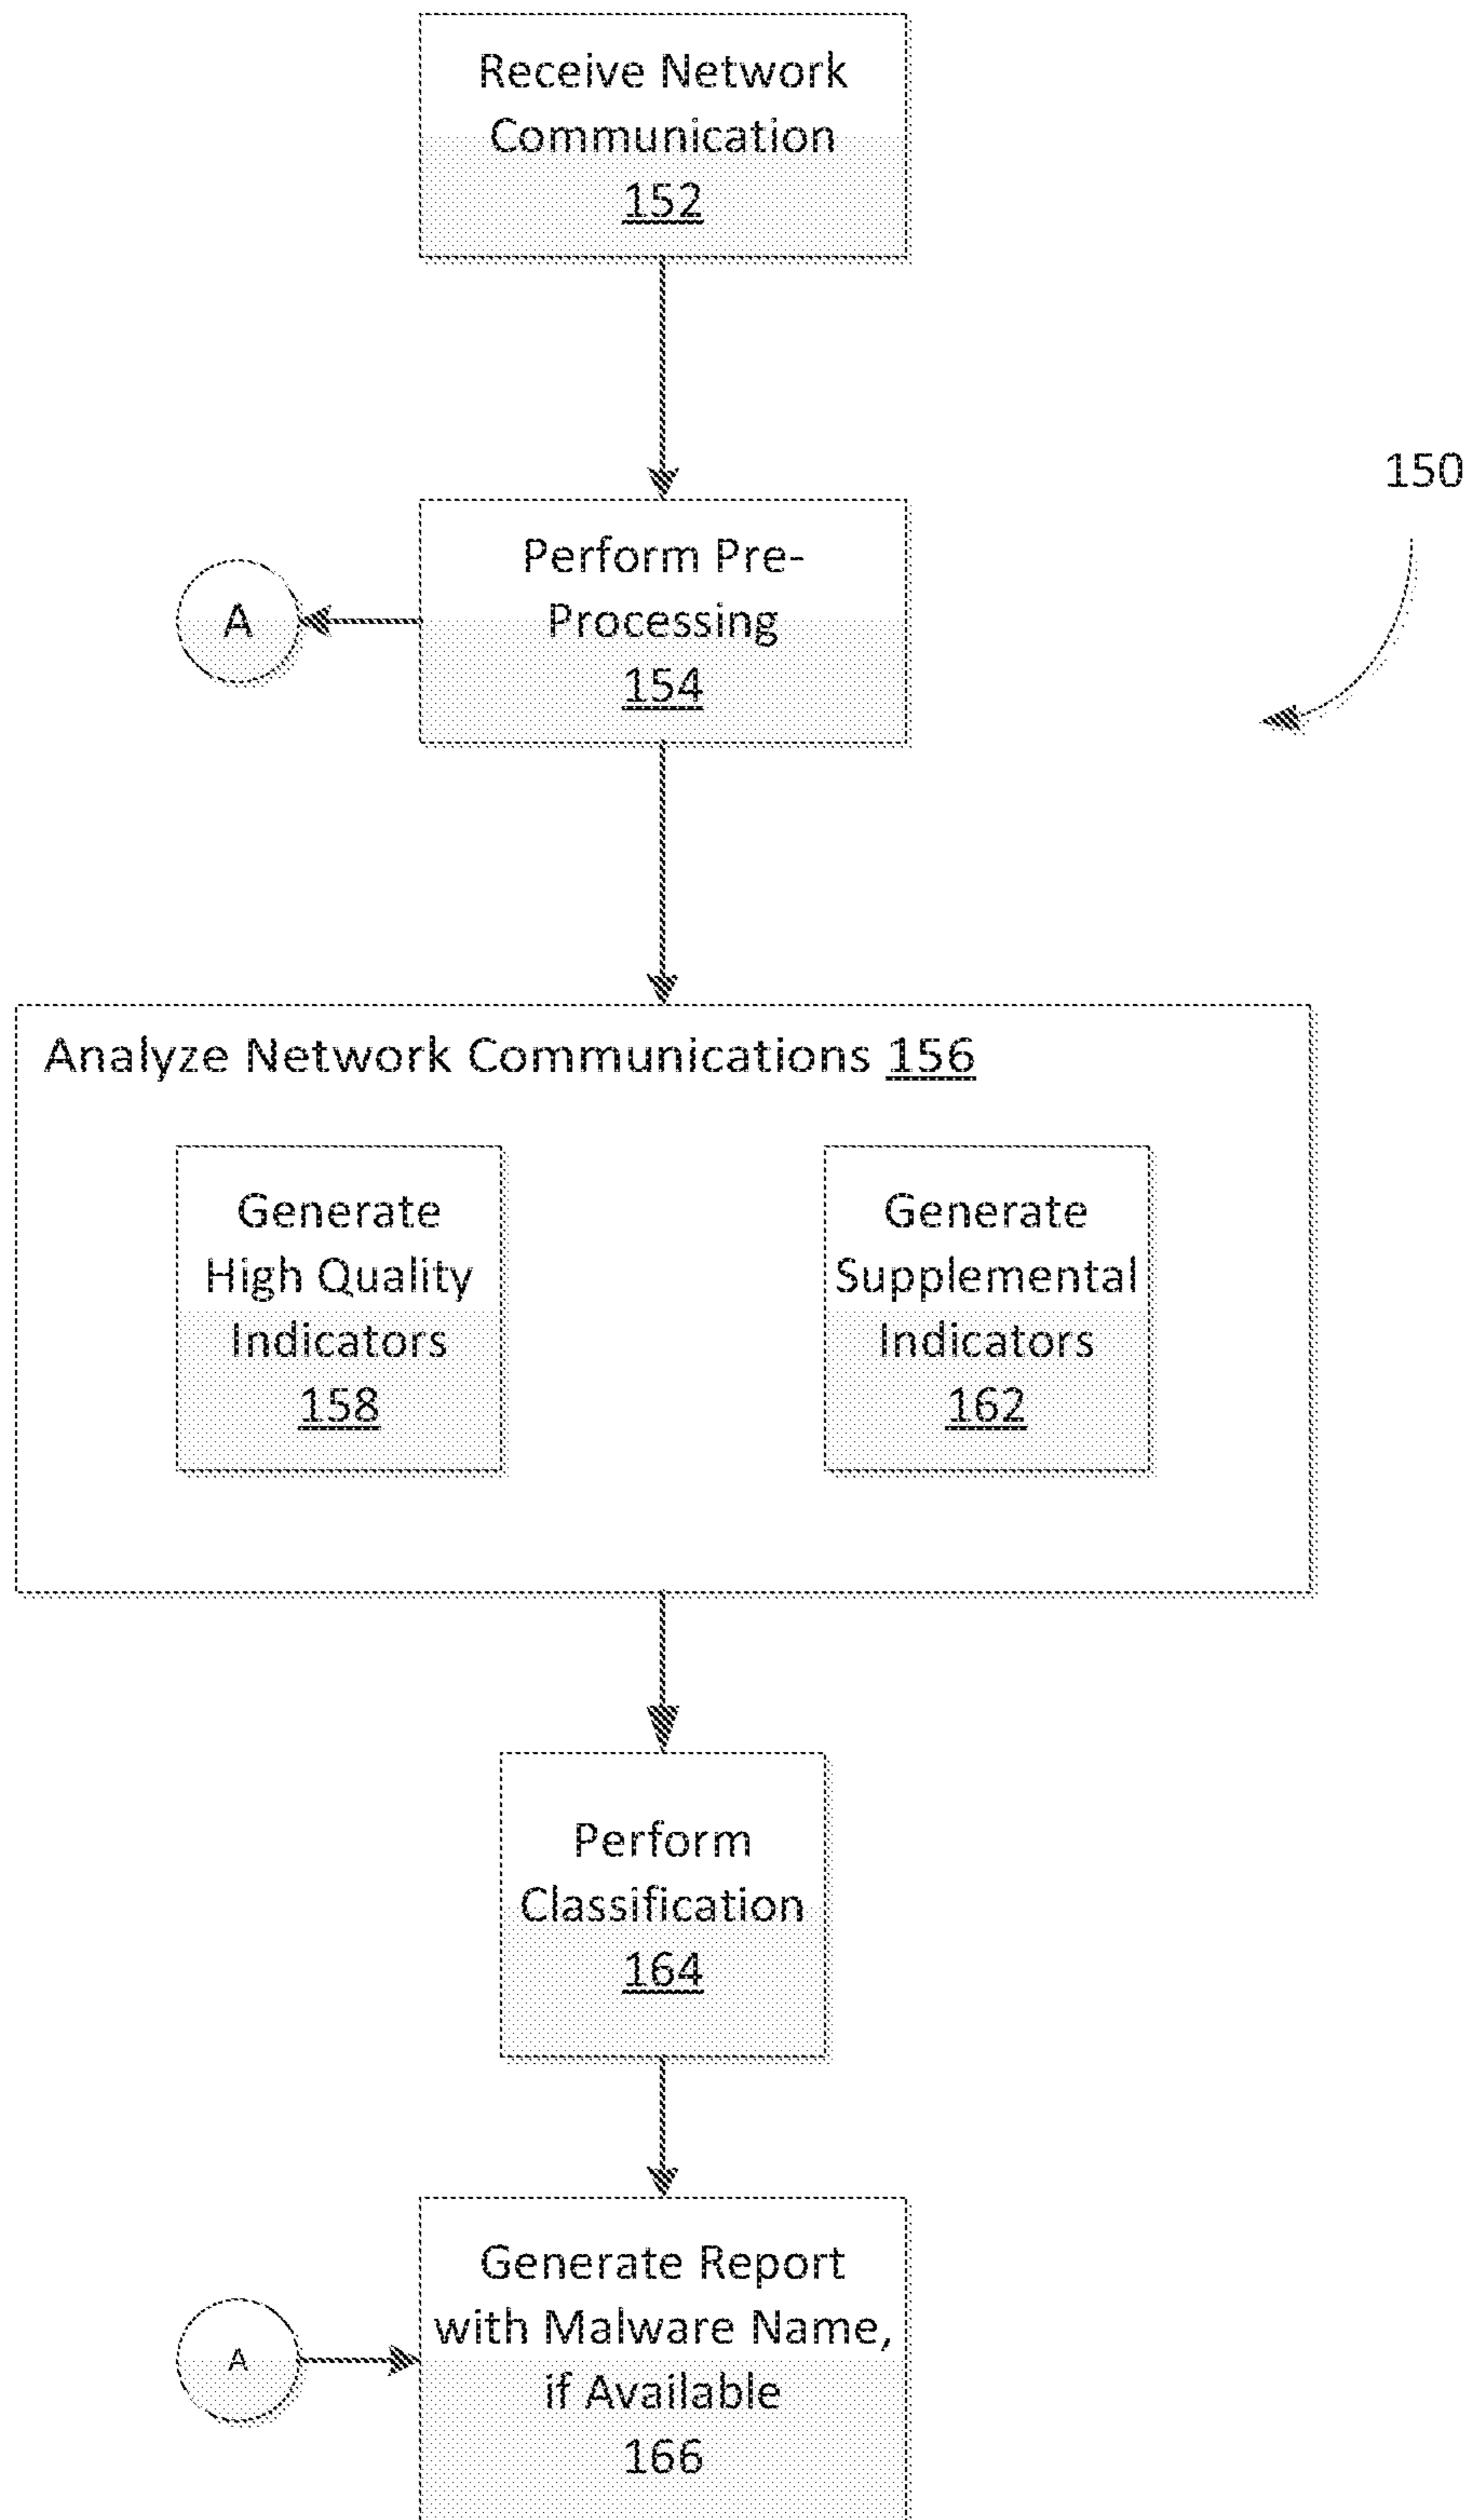 Receive Network
Communication
152
150
Perform Pre-
Processing
154
A
Analyze Network Communications 156
Generate
High Quality
Indicators
158
Generate
Supplemental
Indicators
162
Perform
Classification
164
Generate Report
with Malware Name,
if Available
166
A